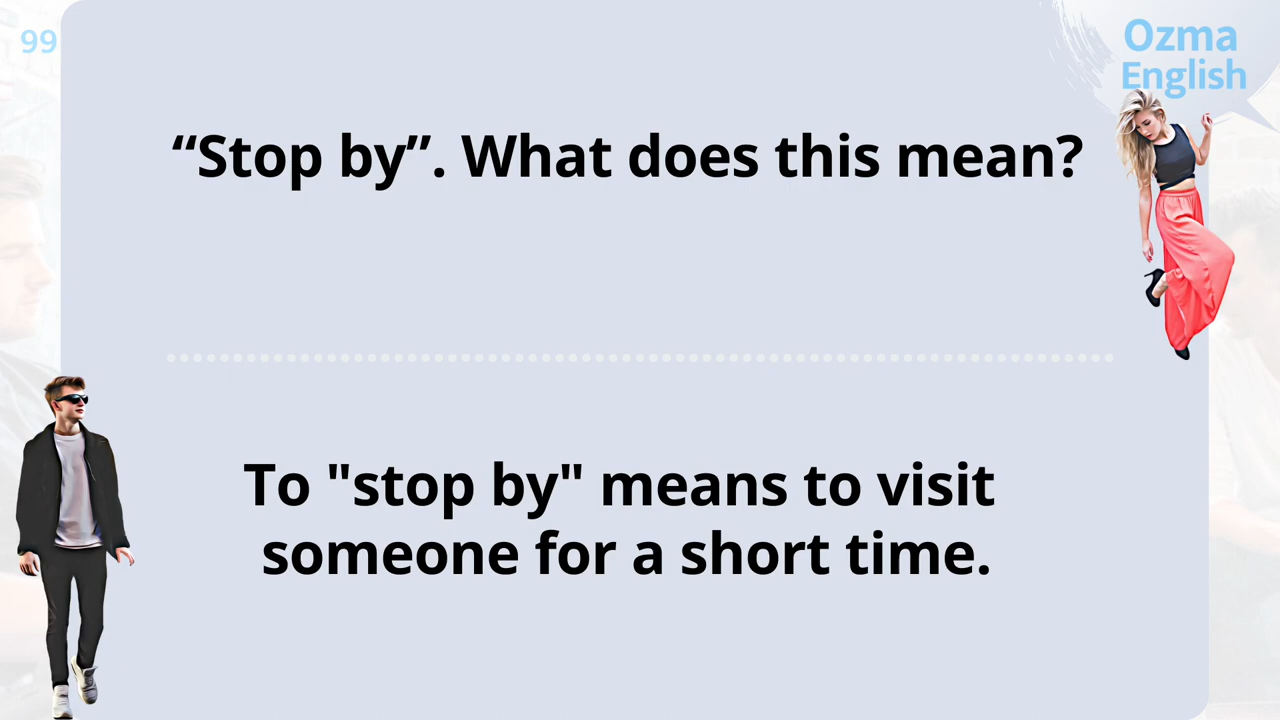 99
Ozma
English
“Stop by”. What does this mean?
To "stop by" means to visit
someone for a short time.